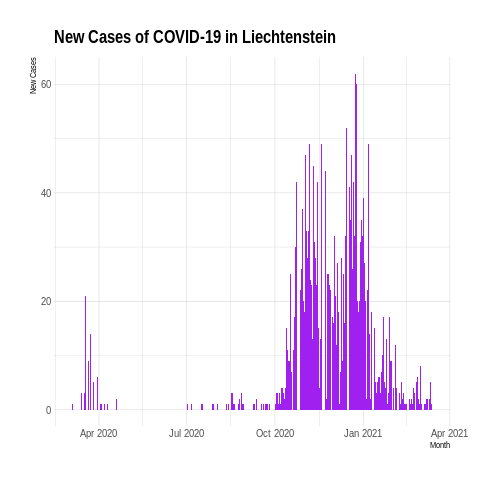 New Cases of COVID-19 in Liechtenstein
New Cases
60
40
20
0
Apr 2020
Jul 2020
Oct 2020
Jan 2021
Apr 2021
Month